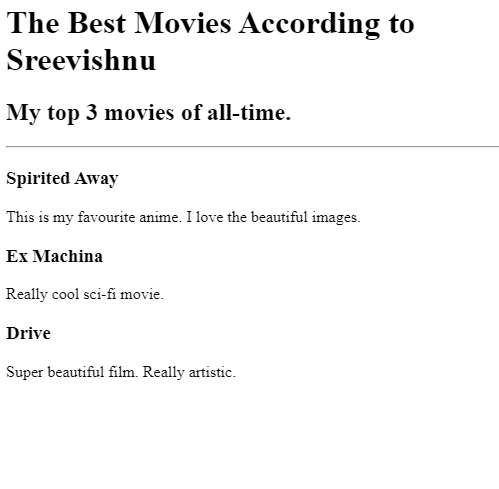 The Best Movies According to
Sreevishnu
My top 3 movies of all-time.
Spirited Away
This is my favourite anime. I love the beautiful images.
Ex Machina
Really cool sci-fi movie.
Drive
Super beautiful film. Really artistic.